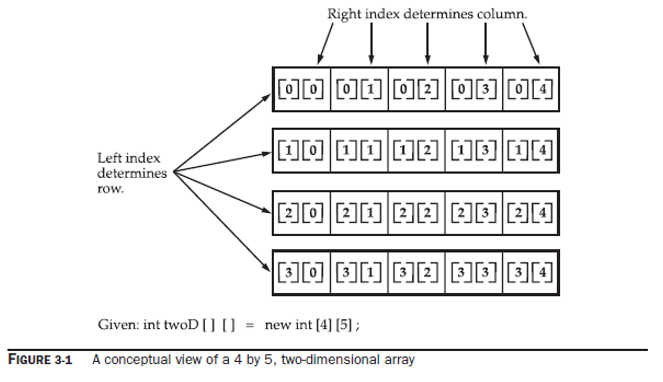 Right index determines column.
[0][0] [0][1] [0][2] [0][3] [0][4]
[1][0] [1][1] [1][2] [1][3] [1][4]
Left index
determines
row.
[2][0] [2][1] [2][2] [2][3] [2][4]
[3][0] [3][1] [3][2] [3][3] [3][4]
Given: int twoD [ ] [ ] = new int [4] [5] ;
FIGURE 3-1 A conceptual view of a 4 by 5, two-dimensional array